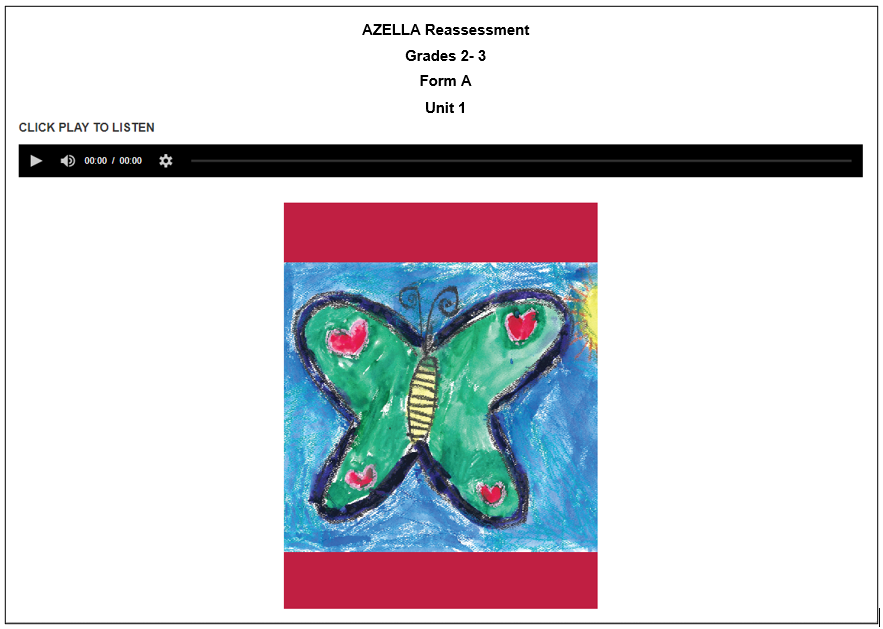 AZELLA Reassessment
Grades 2- 3
Form A
Unit 1
CLICK PLAY TO LISTEN
00:00 / 00:00